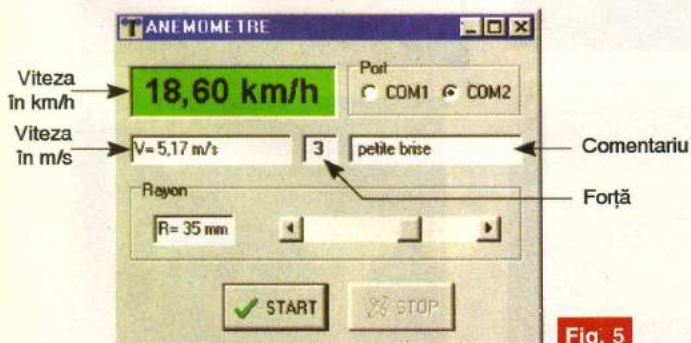 ANEMOMETRE
Viteza
în km/h
18,60 km/h
Port
COM1 COM2
Viteza
în m/s
V= 5,17 m/s
3
petite brise
Comentariu
Forță
Rayon
R= 35 mm
START
STOP
Fig. 5